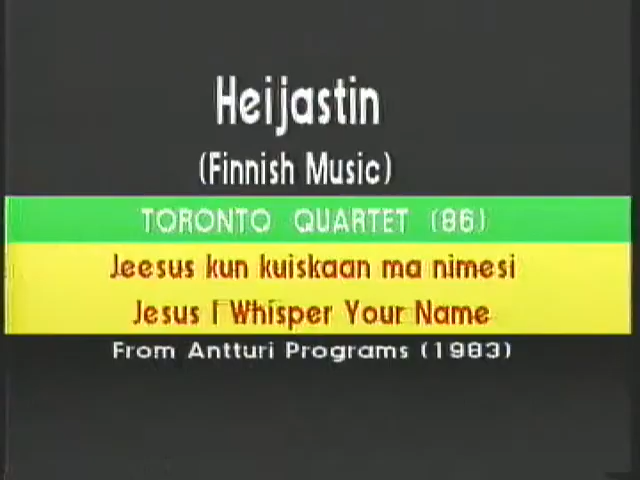 Heijastin
(Finnish Music)
TORONTO QUARTET (86)
Jeesus kun kuiskaan ma nimesi
Jesus I Whisper Your Name
From Antturi Programs (1983)